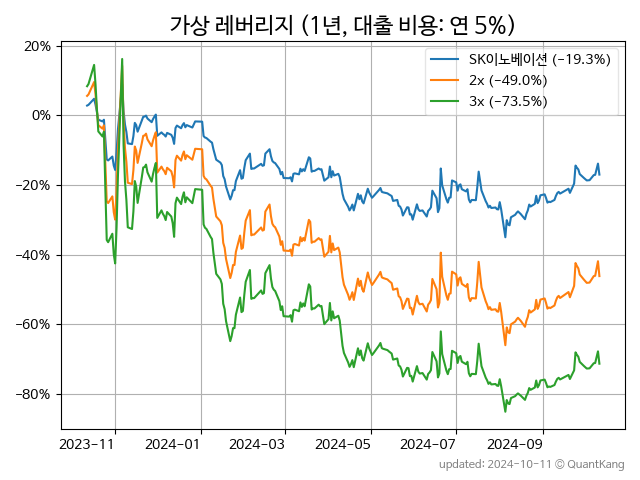 가상 레버리지 (1년, 대출 비용: 연 5%)
SK이노베이션 (−19.3%)
2x (−49.0%)
3x (−73.5%)
20%
0%
−20%
−40%
−60%
−80%
2023-11
2024-01
2024-03
2024-05
2024-07
2024-09
updated: 2024-10-11 © QuantKang